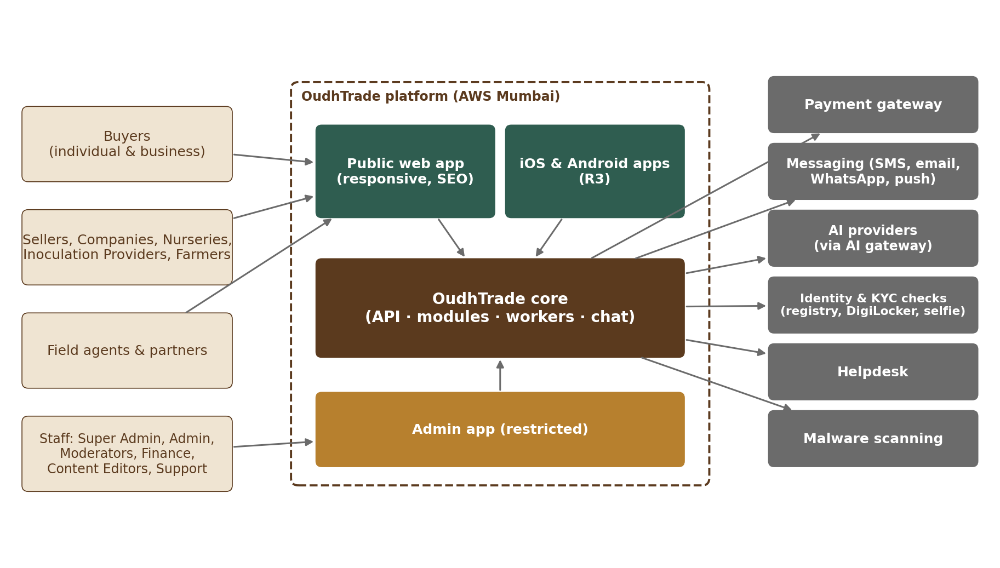 OudhTrade platform (AWS Mumbai)
Buyers
(individual & business)
Sellers, Companies, Nurseries,
Inoculation Providers, Farmers
Field agents & partners
Staff: Super Admin, Admin,
Moderators, Finance,
Content Editors, Support
Public web app
(responsive, SEO)
iOS & Android apps
(R3)
OudhTrade core
(API · modules · workers · chat)
Admin app (restricted)
Payment gateway
Messaging (SMS, email,
WhatsApp, push)
AI providers
(via AI gateway)
Identity & KYC checks
(registry, DigiLocker, selfie)
Helpdesk
Malware scanning